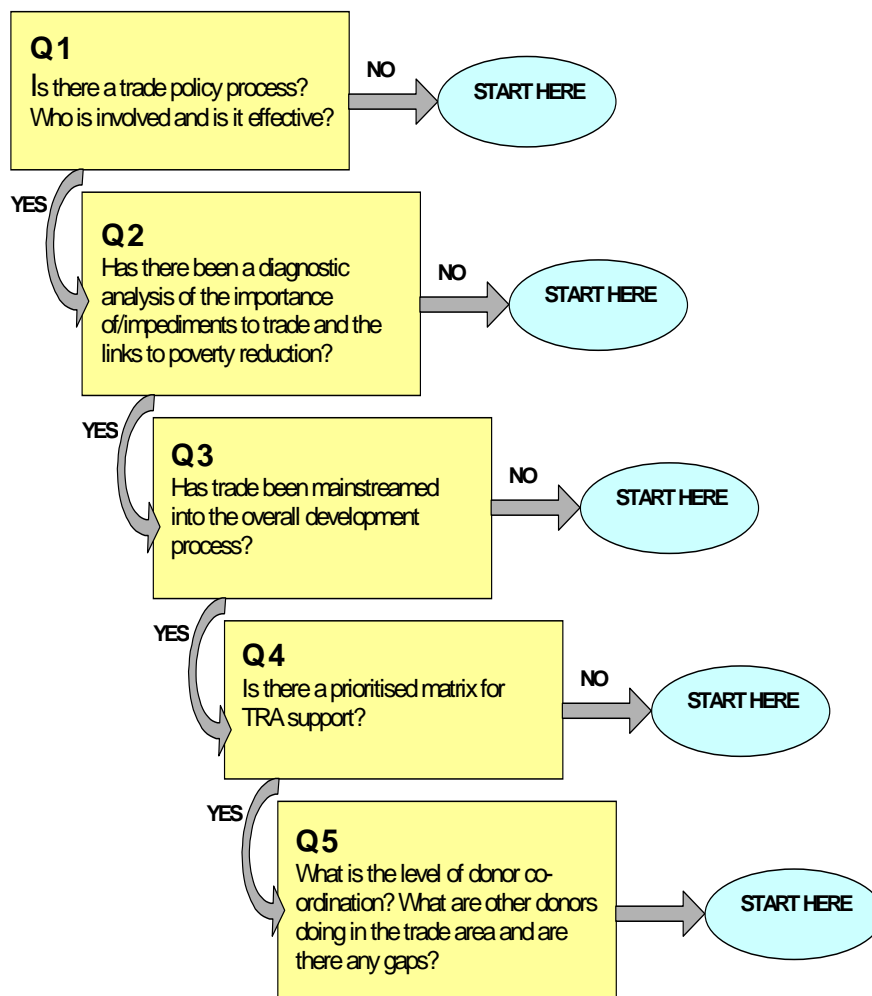 Q1
Is there a trade policy process?
Who is involved and is it effective?
NO
START HERE
YES
Q2
Has there been a diagnostic
analysis of the importance
of/impediments to trade and the
links to poverty reduction?
NO
START HERE
YES
Q3
Has trade been mainstreamed
into the overall development
process?
NO
START HERE
YES
Q4
Is there a prioritised matrix for
TRA support?
NO
START HERE
YES
Q5
What is the level of donor co-
ordination? What are other donors
doing in the trade area and are
there any gaps?
START HERE